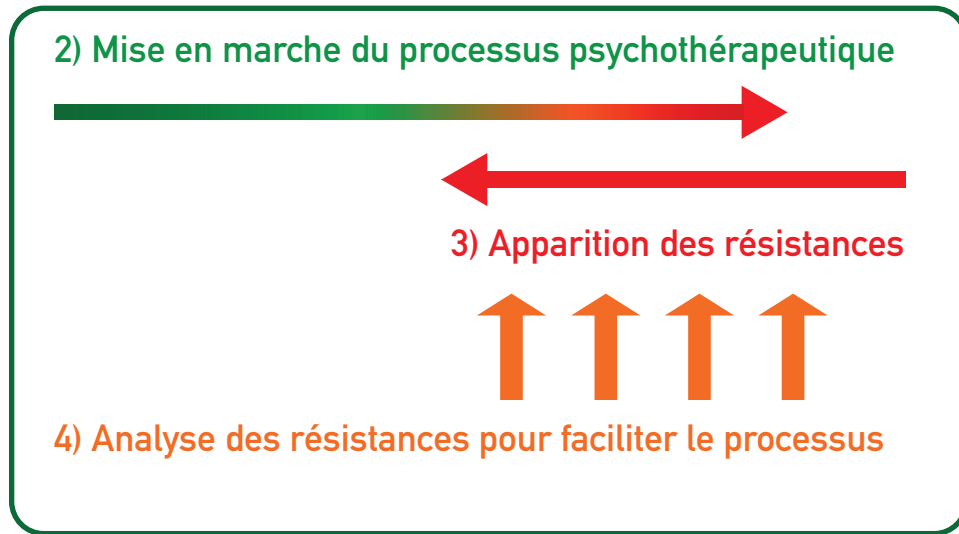 2) Mise en marche du processus psychothérapeutique
3) Apparition des résistances
4) Analyse des résistances pour faciliter le processus